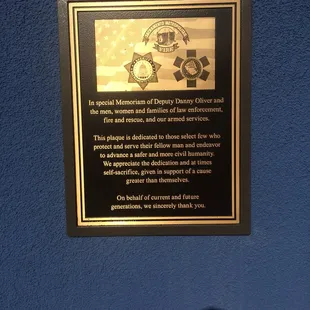 In special Memoriam of Deputy Danny Oliver and
the men, women and families of law enforcement,
fire and rescue, and our armed services.
This plaque is dedicated to those select few who
protect and serve their fellow man and endeavor
to advance a safer and more civil humanity.
We appreciate the dedication and at times
self-sacrifice, given in support of a cause
greater than themselves.
On behalf of current and future
generations, we sincerely thank you.